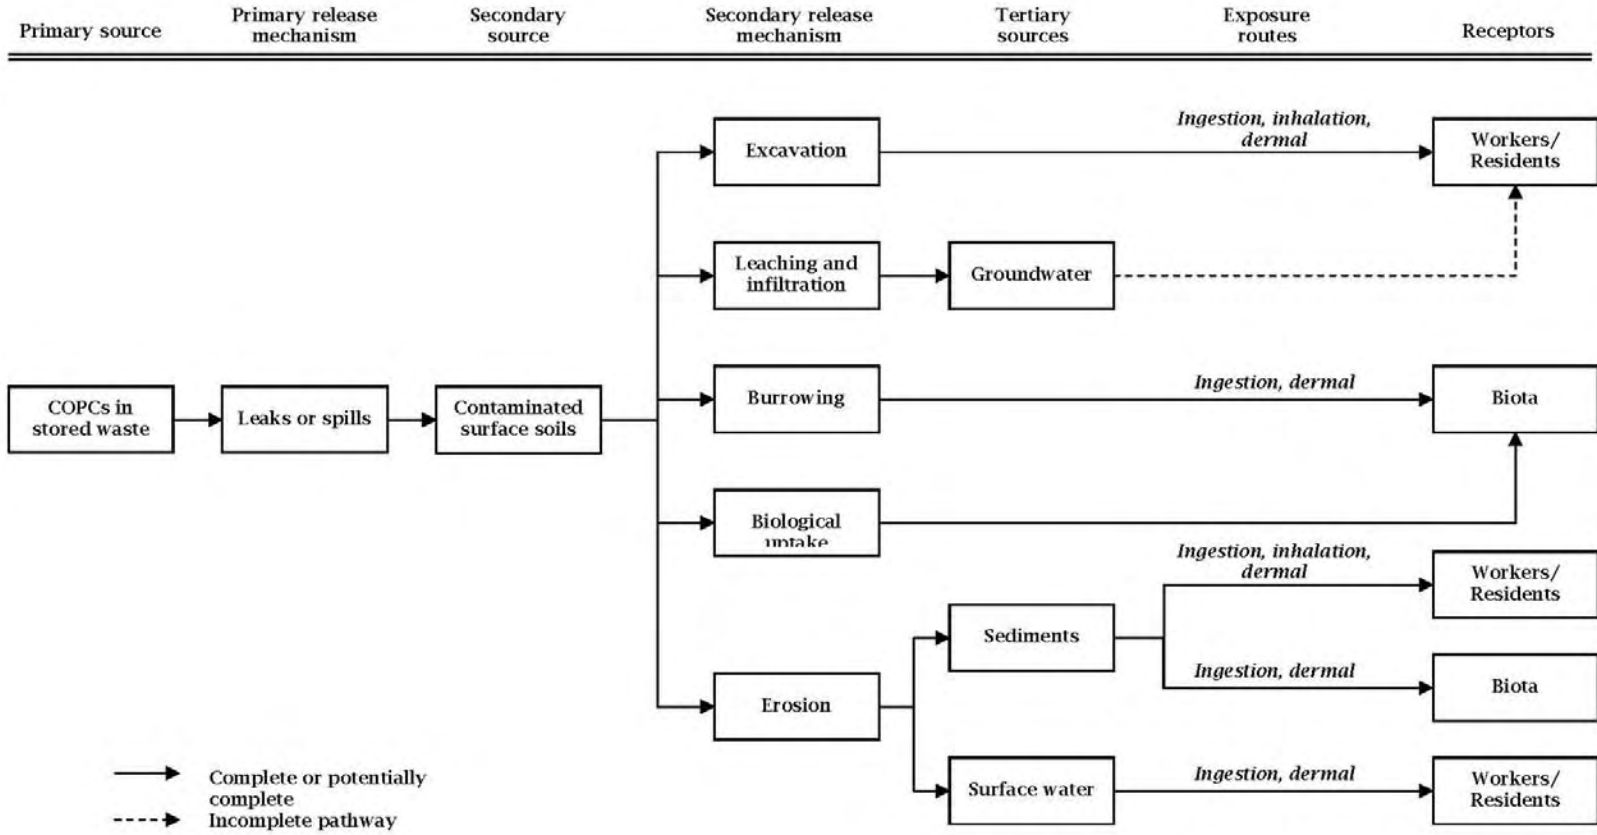 Primary source
Primary release
mechanism
Secondary
source
Secondary release
mechanism
Tertiary
sources
Exposure
routes
Receptors
Excavation
Ingestion, inhalation,
dermal
Workers/
Residents
Leaching and
infiltration
Groundwater
COPCs in
stored waste
Leaks or spills
Contaminated
surface soils
Burrowing
Ingestion, dermal
Biota
Biological
uptake
Ingestion, inhalation,
dermal
Workers/
Residents
Sediments
Ingestion, dermal
Biota
Erosion
Surface water
Ingestion, dermal
Workers/
Residents
Complete or potentially
complete
Incomplete pathway